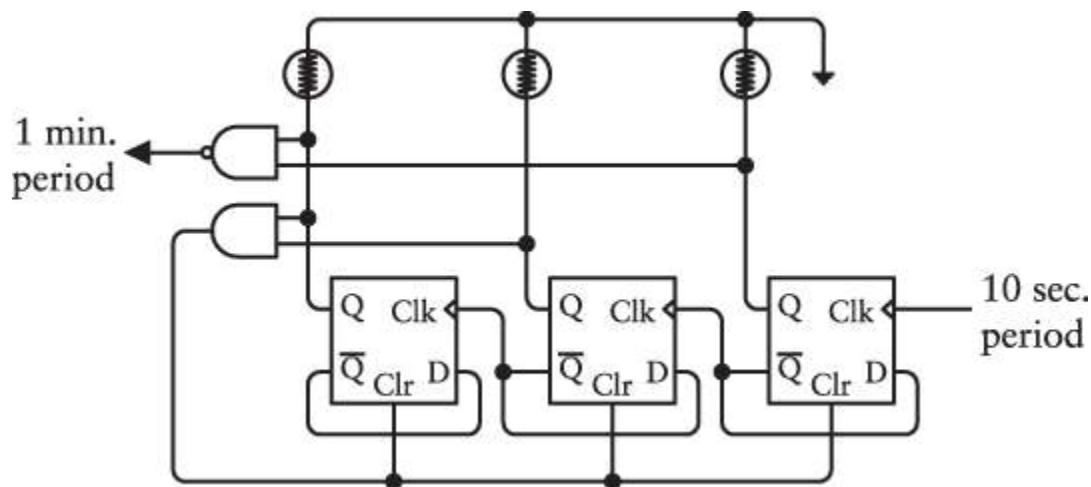 1 min.
period
Q
Clk
Q
Clk
Q
Clk
10 sec.
period
Q̅
Clr
D
Q̅
Clr
D
Q̅
Clr
D